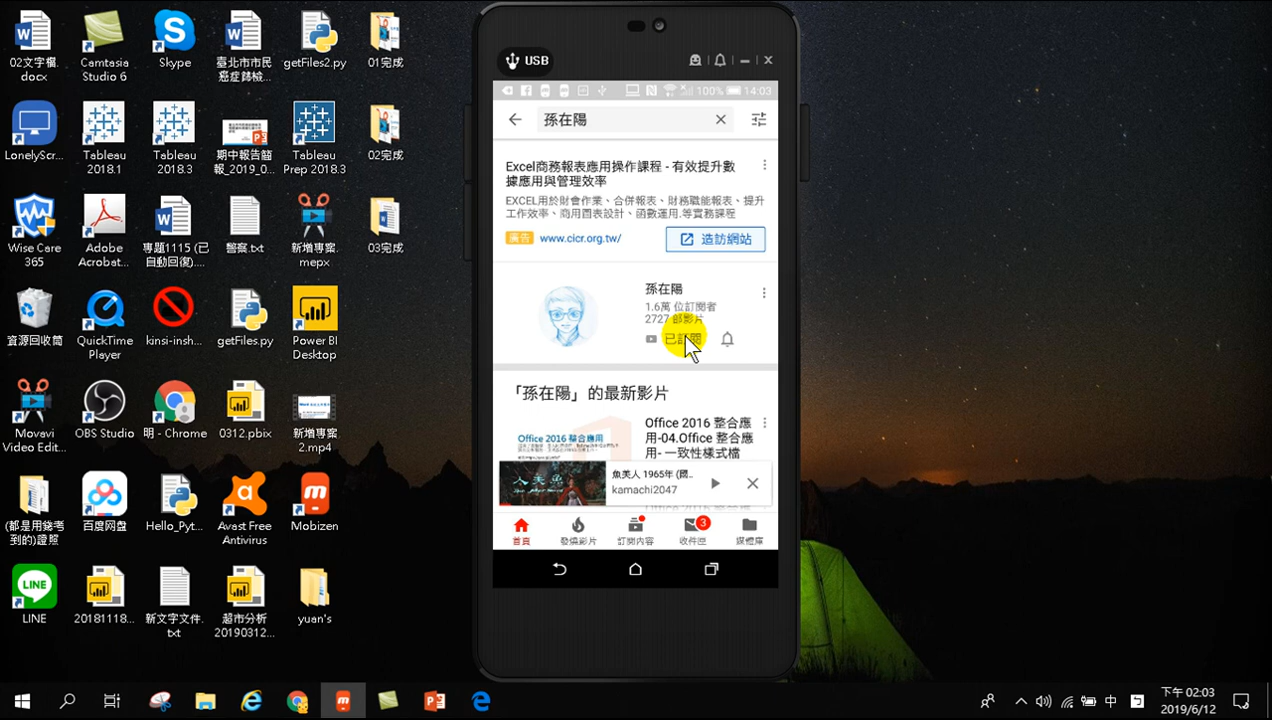 02文字檔.docx
Camtasia Studio 6
Skype
臺北市市民癌症篩檢...
getFiles2.py
01完成
LonelyScr...
Tableau 2018.1
Tableau 2018.3
期中報告簡報_2019_0...
Tableau Prep 2018.3
02完成
Wise Care 365
Adobe Acrobat...
專題1115 (已自動回復)....
警察.txt
新增專案.mepx
03完成
資源回收筒
QuickTime Player
kinsi-insh...
getFiles.py
Power BI Desktop
Movavi Video Edit...
OBS Studio
明 - Chrome
0312.pbix
新增專案2.mp4
(都是用錢考到的)證照
百度网盘
Hello_Pyt...
Avast Free Antivirus
Mobizen
LINE
20181118...
新文字文件.txt
超市分析20190312...
yuan's
USB
100%
14:03
孫在陽
Excel商務報表應用操作課程 - 有效提升數
據應用與管理效率
EXCEL用於財會作業、合併報表、財務職能報表、提升
工作效率、商用圖表設計、函數運用.等實務課程
廣告 www.cicr.org.tw/
造訪網站
孫在陽
1.6萬 位訂閱者
2727 部影片
已訂閱
「孫在陽」的最新影片
Office 2016 整合應用
Office 2016 整合應
用-04.Office 整合應
用- 一致性樣式檔
人魚美
魚美人 1965年 (國...
kamachi2047
首頁
發燒影片
訂閱內容
3
收件匣
媒體庫
中
下午 02:03
2019/6/12